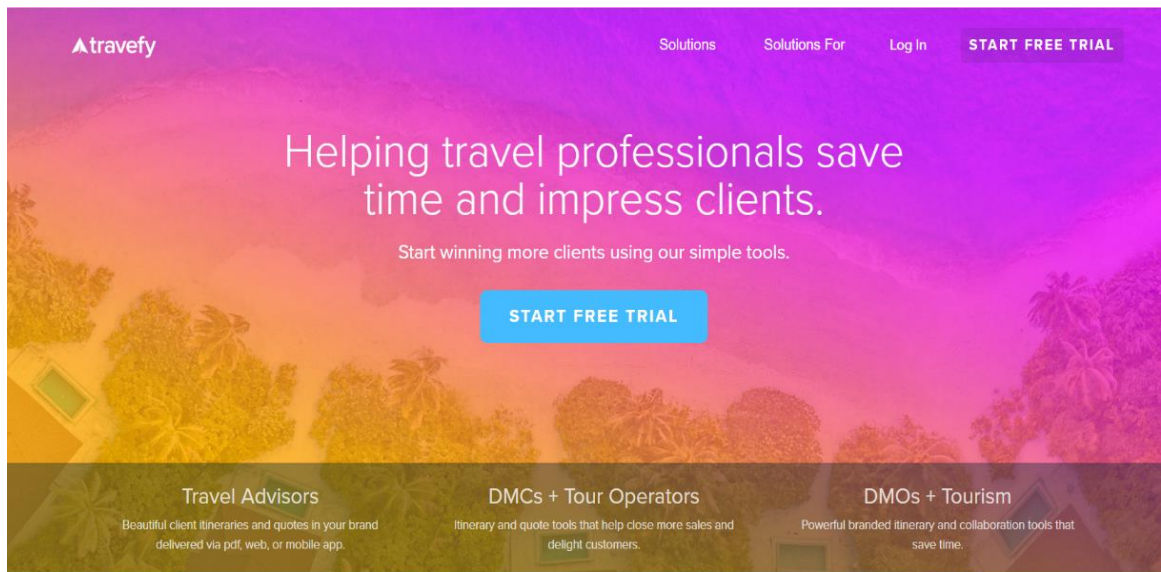 travefy
Solutions
Solutions For
Log In
START FREE TRIAL
Helping travel professionals save
time and impress clients.
Start winning more clients using our simple tools.
START FREE TRIAL
Travel Advisors
Beautiful client itineraries and quotes in your brand
delivered via pdf, web, or mobile app.
DMCs + Tour Operators
Itinerary and quote tools that help close more sales and
delight customers.
DMOs + Tourism
Powerful branded itinerary and collaboration tools that
save time.